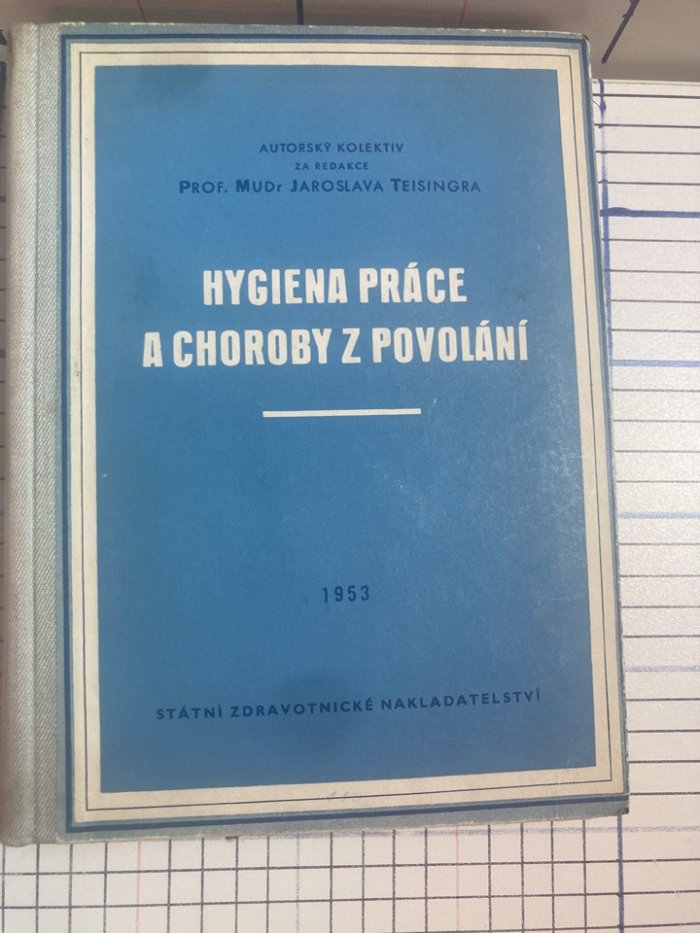 AUTORSKÝ KOLEKTIV
ZA REDAKCE
PROF. MUDr JAROSLAVA TEISINGRA
HYGIENA PRÁCE
A CHOROBY Z POVOLÁNÍ
1953
STÁTNÍ ZDRAVOTNICKÉ NAKLADATELSTVÍ